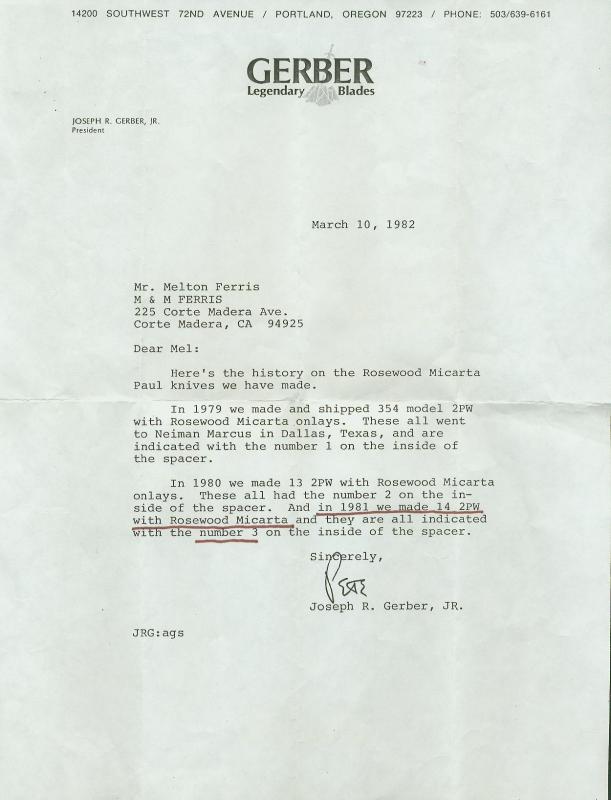 14200 SOUTHWEST 72ND AVENUE / PORTLAND, OREGON 97223 / PHONE: 503/639-6161
GERBER
Legendary Blades
JOSEPH R. GERBER, JR.
President
March 10, 1982
Mr. Melton Ferris
M & M FERRIS
225 Corte Madera Ave.
Corte Madera, CA 94925
Dear Mel:
Here's the history on the Rosewood Micarta
Paul knives we have made.
In 1979 we made and shipped 354 model 2PW
with Rosewood Micarta onlays. These all went
to Neiman Marcus in Dallas, Texas, and are
indicated with the number 1 on the inside of
the spacer.
In 1980 we made 13 2PW with Rosewood Micarta
onlays. These all had the number 2 on the in-
side of the spacer. And in 1981 we made 14 2PW
with Rosewood Micarta and they are all indicated
with the number 3 on the inside of the spacer.
Sincerely,
Pete
Joseph R. Gerber, JR.
JRG:ags